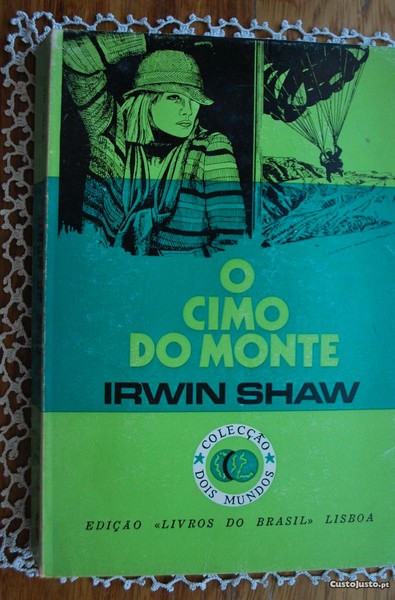 O
CIMO
DO MONTE
IRWIN SHAW
COLECÇÃO
DOIS MUNDOS
EDIÇÃO «LIVROS DO BRASIL» LISBOA
CustoJusto.pt